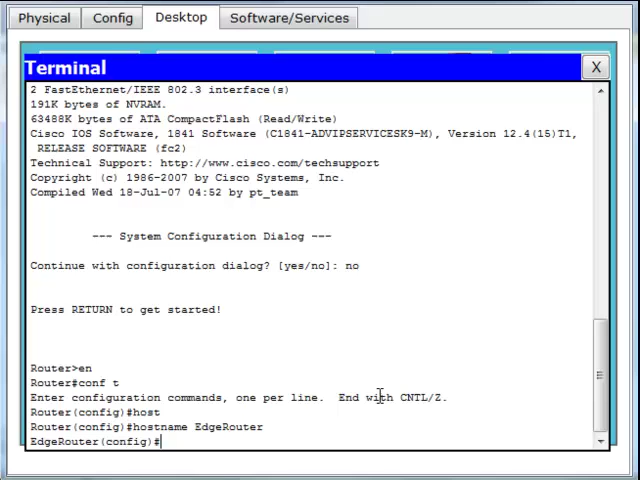 Physical Config Desktop Software/Services
Terminal X
2 FastEthernet/IEEE 802.3 interface(s)
191K bytes of NVRAM.
63488K bytes of ATA CompactFlash (Read/Write)
Cisco IOS Software, 1841 Software (C1841-ADVIPSERVICESK9-M), Version 12.4(15)T1,
RELEASE SOFTWARE (fc2)
Technical Support: http://www.cisco.com/techsupport
Copyright (c) 1986-2007 by Cisco Systems, Inc.
Compiled Wed 18-Jul-07 04:52 by pt_team
--- System Configuration Dialog ---
Continue with configuration dialog? [yes/no]: no
Press RETURN to get started!
Router>en
Router#conf t
Enter configuration commands, one per line.  End with CNTL/Z.
Router(config)#host
Router(config)#hostname EdgeRouter
EdgeRouter(config)#